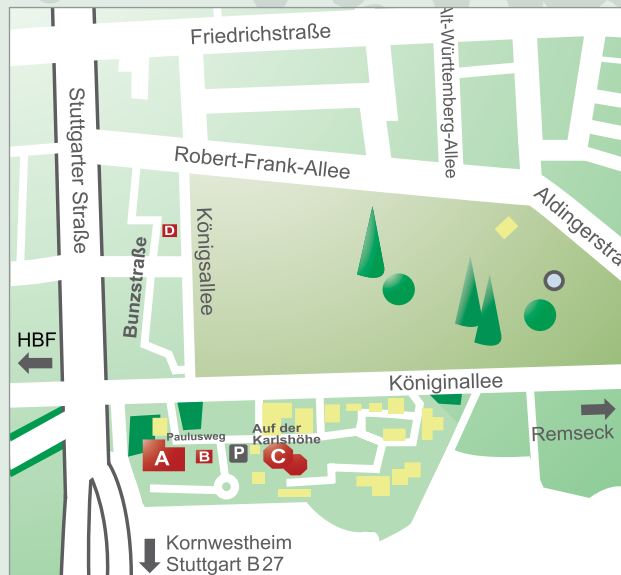 Friedrichstraße
Alt-Württemberg-Allee
Stuttgarter Straße
Robert-Frank-Allee
Aldingerstra
D
Königsallee
Bunzstraße
HBF
Königinallee
Remseck
Paulusweg
Auf der
Karlshöhe
A
B
P
C
Kornwestheim
Stuttgart B27